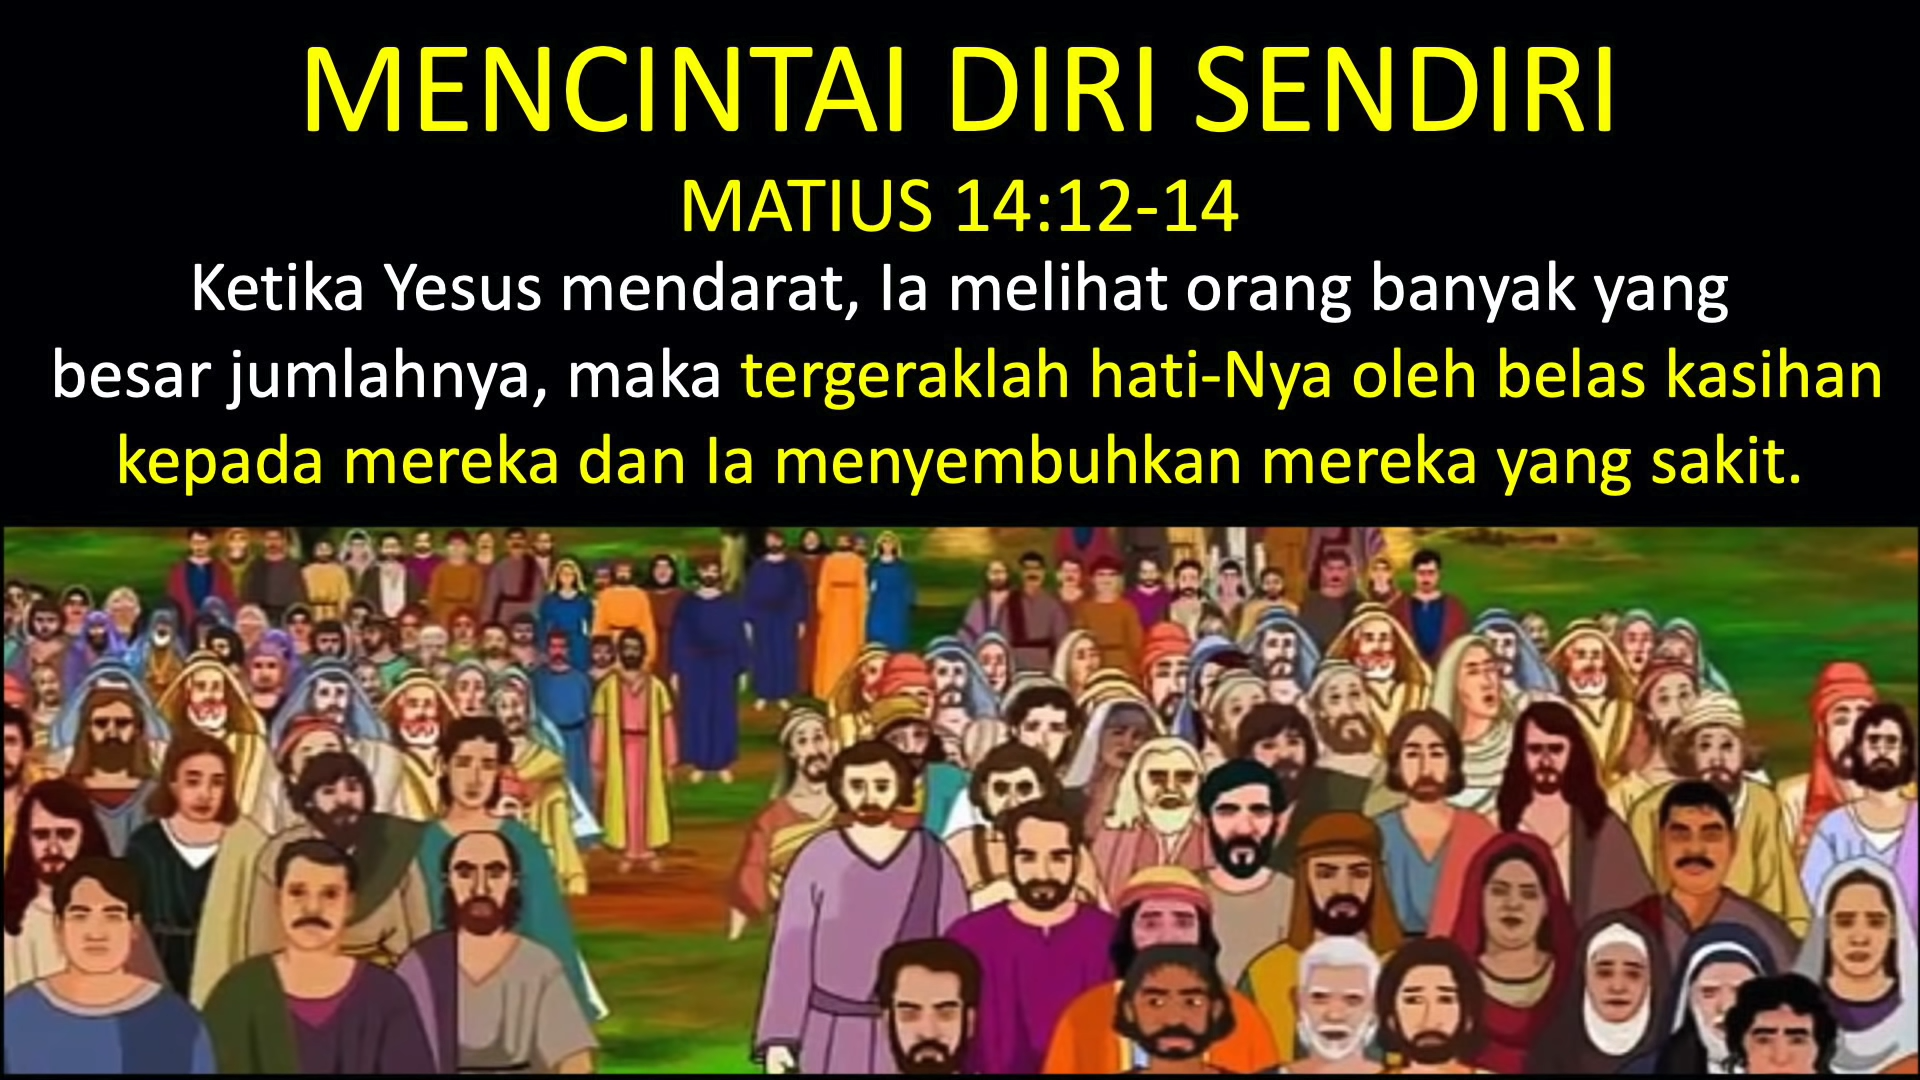 MENCINTAI DIRI SENDIRI
MATIUS 14:12-14
Ketika Yesus mendarat, Ia melihat orang banyak yang
besar jumlahnya, maka tergeraklah hati-Nya oleh belas kasihan
kepada mereka dan Ia menyembuhkan mereka yang sakit.